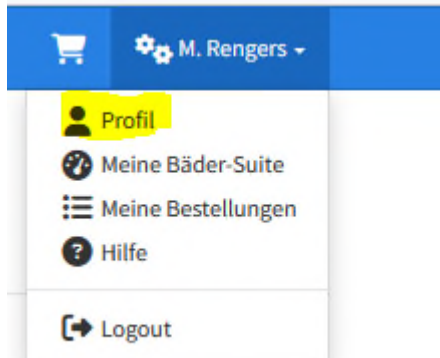 M. Rengers
Profil
Meine Bäder-Suite
Meine Bestellungen
Hilfe
Logout